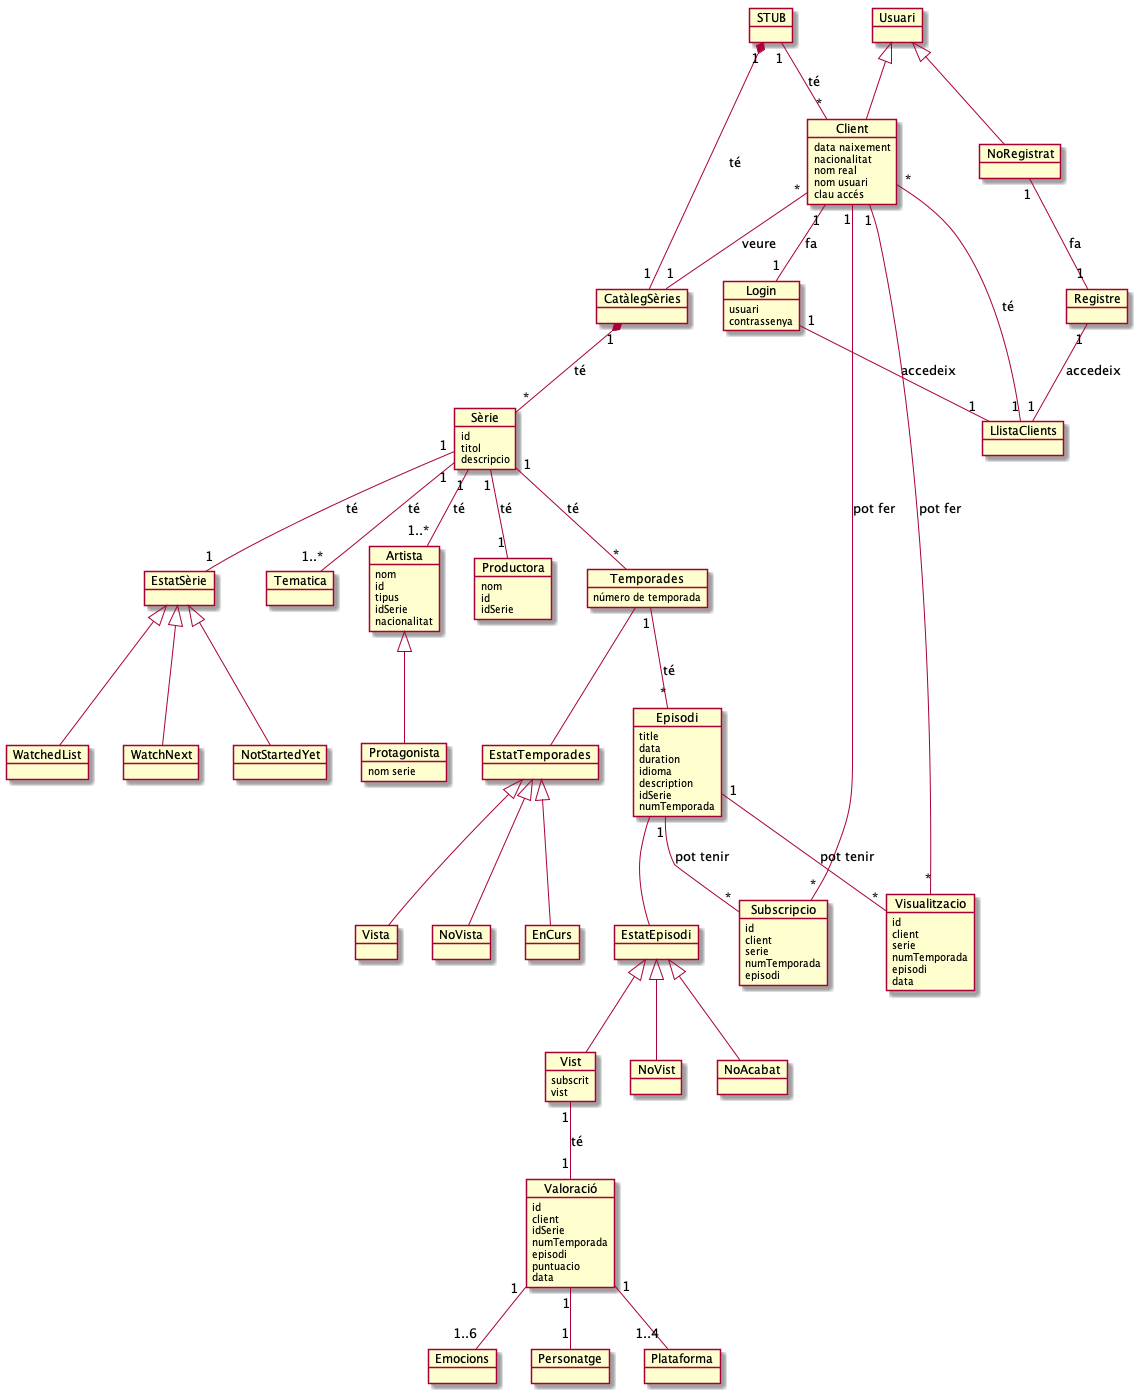 STUB
Usuari
1
1
té
*
Client
data naixement
nacionalitat
nom real
nom usuari
clau accés
NoRegistrat
té
*
*
1
1
1
1
veure
fa
fa
1
1
1
1
CatàlegSèries
Login
usuari
contrassenya
Registre
té
1
1
1
té
accedeix
accedeix
*
1
1
1
Sèrie
id
titol
descripcio
LlistaClients
1
1
1
1
1
té
té
té
té
té
pot fer
pot fer
1
1..*
1..*
1
*
EstatSèrie
Tematica
Artista
nom
id
tipus
idSerie
nacionalitat
Productora
nom
id
idSerie
Temporades
número de temporada
1
té
*
WatchedList
WatchNext
NotStartedYet
Protagonista
nom serie
EstatTemporades
Episodi
title
data
duration
idioma
description
idSerie
numTemporada
1
1
pot tenir
pot tenir
*
*
*
*
Vista
NoVista
EnCurs
EstatEpisodi
Subscripcio
id
client
serie
numTemporada
episodi
Visualitzacio
id
client
serie
numTemporada
episodi
data
Vist
subscrit
vist
NoVist
NoAcabat
1
té
1
Valoració
id
client
idSerie
numTemporada
episodi
puntuacio
data
1
1
1
1..6
1
1..4
Emocions
Personatge
Plataforma